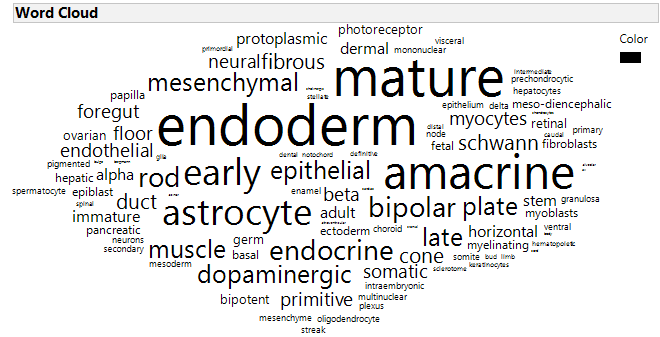 Word Cloud
Color
photoreceptor
protoplasmic
visceral
primordial
dermal
mononuclear
neural
fibrous
mature
intermediate
mesenchymal
prechondrocytic
stellate
hepatocytes
papilla
endoderm
epithelium
delta
meso-diencephalic
foregut
myocytes
ovarian
floor
distal
retinal
primary
node
caudal
endothelial
schwann
fetal
fibroblasts
glia
dental
notochord
definitive
pigmented
early
epithelial
amacrine
hepatic
alpha
rod
spermatocyte
epiblast
enamel
beta
spinal
duct
stem
granulosa
astrocyte
adult
bipolar
plate
immature
myoblasts
pancreatic
ectoderm
choroid
late
horizontal
ventral
neurons
germ
secondary
muscle
basal
endocrine
cone
myelinating
hematopoietic
somite
bud
limb
mesoderm
dopaminergic
somatic
sclerotome
keratinocytes
intraembryonic
bipotent
primitive
multinuclear
plexus
mesenchyme
oligodendrocyte
streak